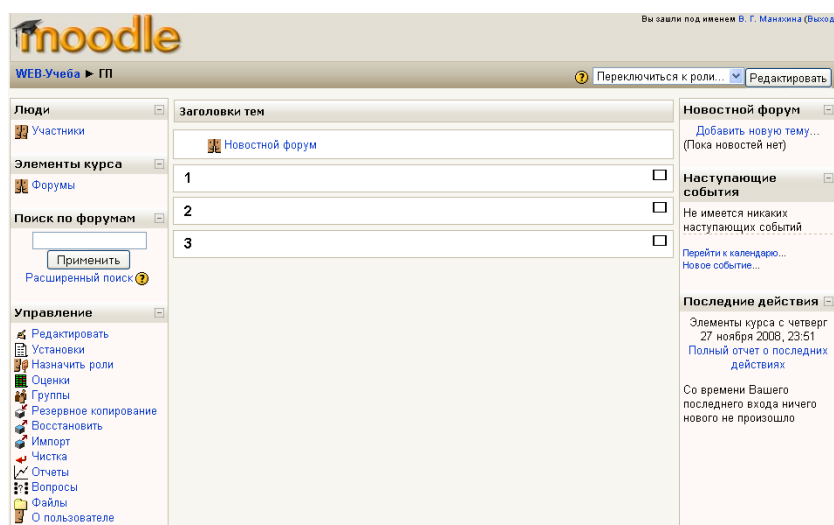 moodle
Вы зашли под именем В. Г. Маняхина (Выход
WEB-Учеба ► ГП
Переключиться к роли...
Редактировать
Люди
Участники
Элементы курса
Форумы
Поиск по форумам
Применить
Расширенный поиск
Управление
Редактировать
Установки
Назначить роли
Оценки
Группы
Резервное копирование
Восстановить
Импорт
Чистка
Отчеты
Вопросы
Файлы
О пользователе
Заголовки тем
Новостной форум
1
2
3
Новостной форум
Добавить новую тему...
(Пока новостей нет)
Наступающие
события
Не имеется никаких
наступающих событий
Перейти к календарю...
Новое событие...
Последние действия
Элементы курса с четверг
27 ноября 2008, 23:51
Полный отчет о последних
действиях
Со времени Вашего
последнего входа ничего
нового не произошло